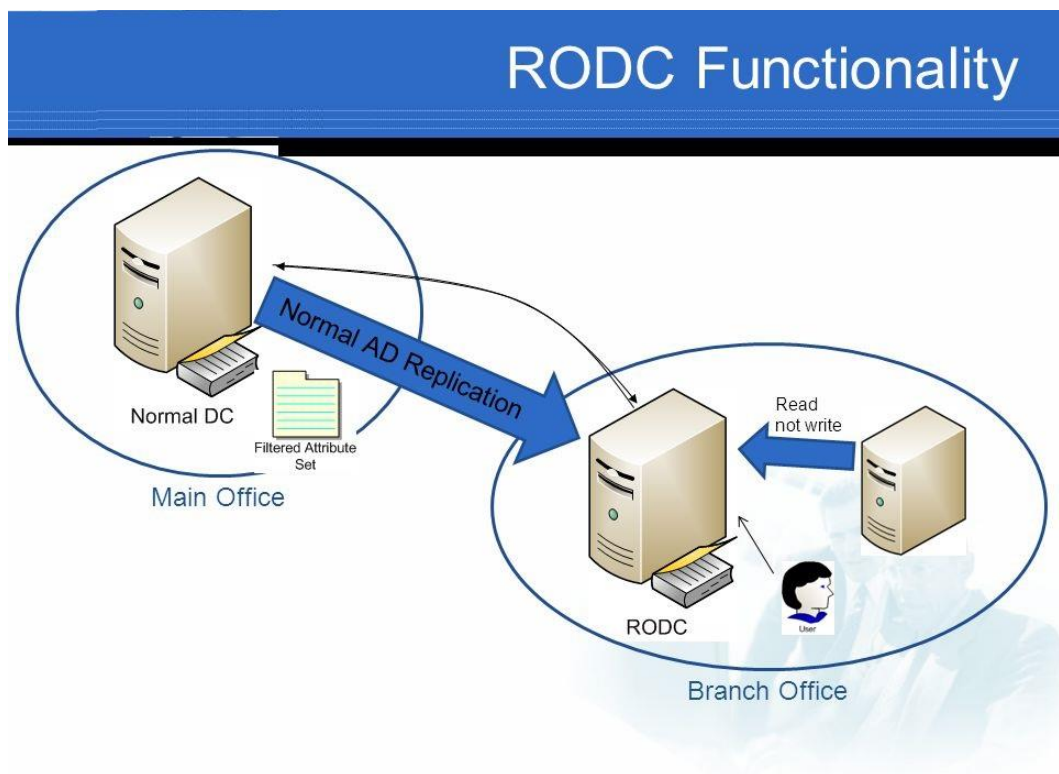 RODC Functionality
Normal AD Replication
Normal DC
Filtered Attribute
Set
Main Office
Read
not write
User
RODC
Branch Office